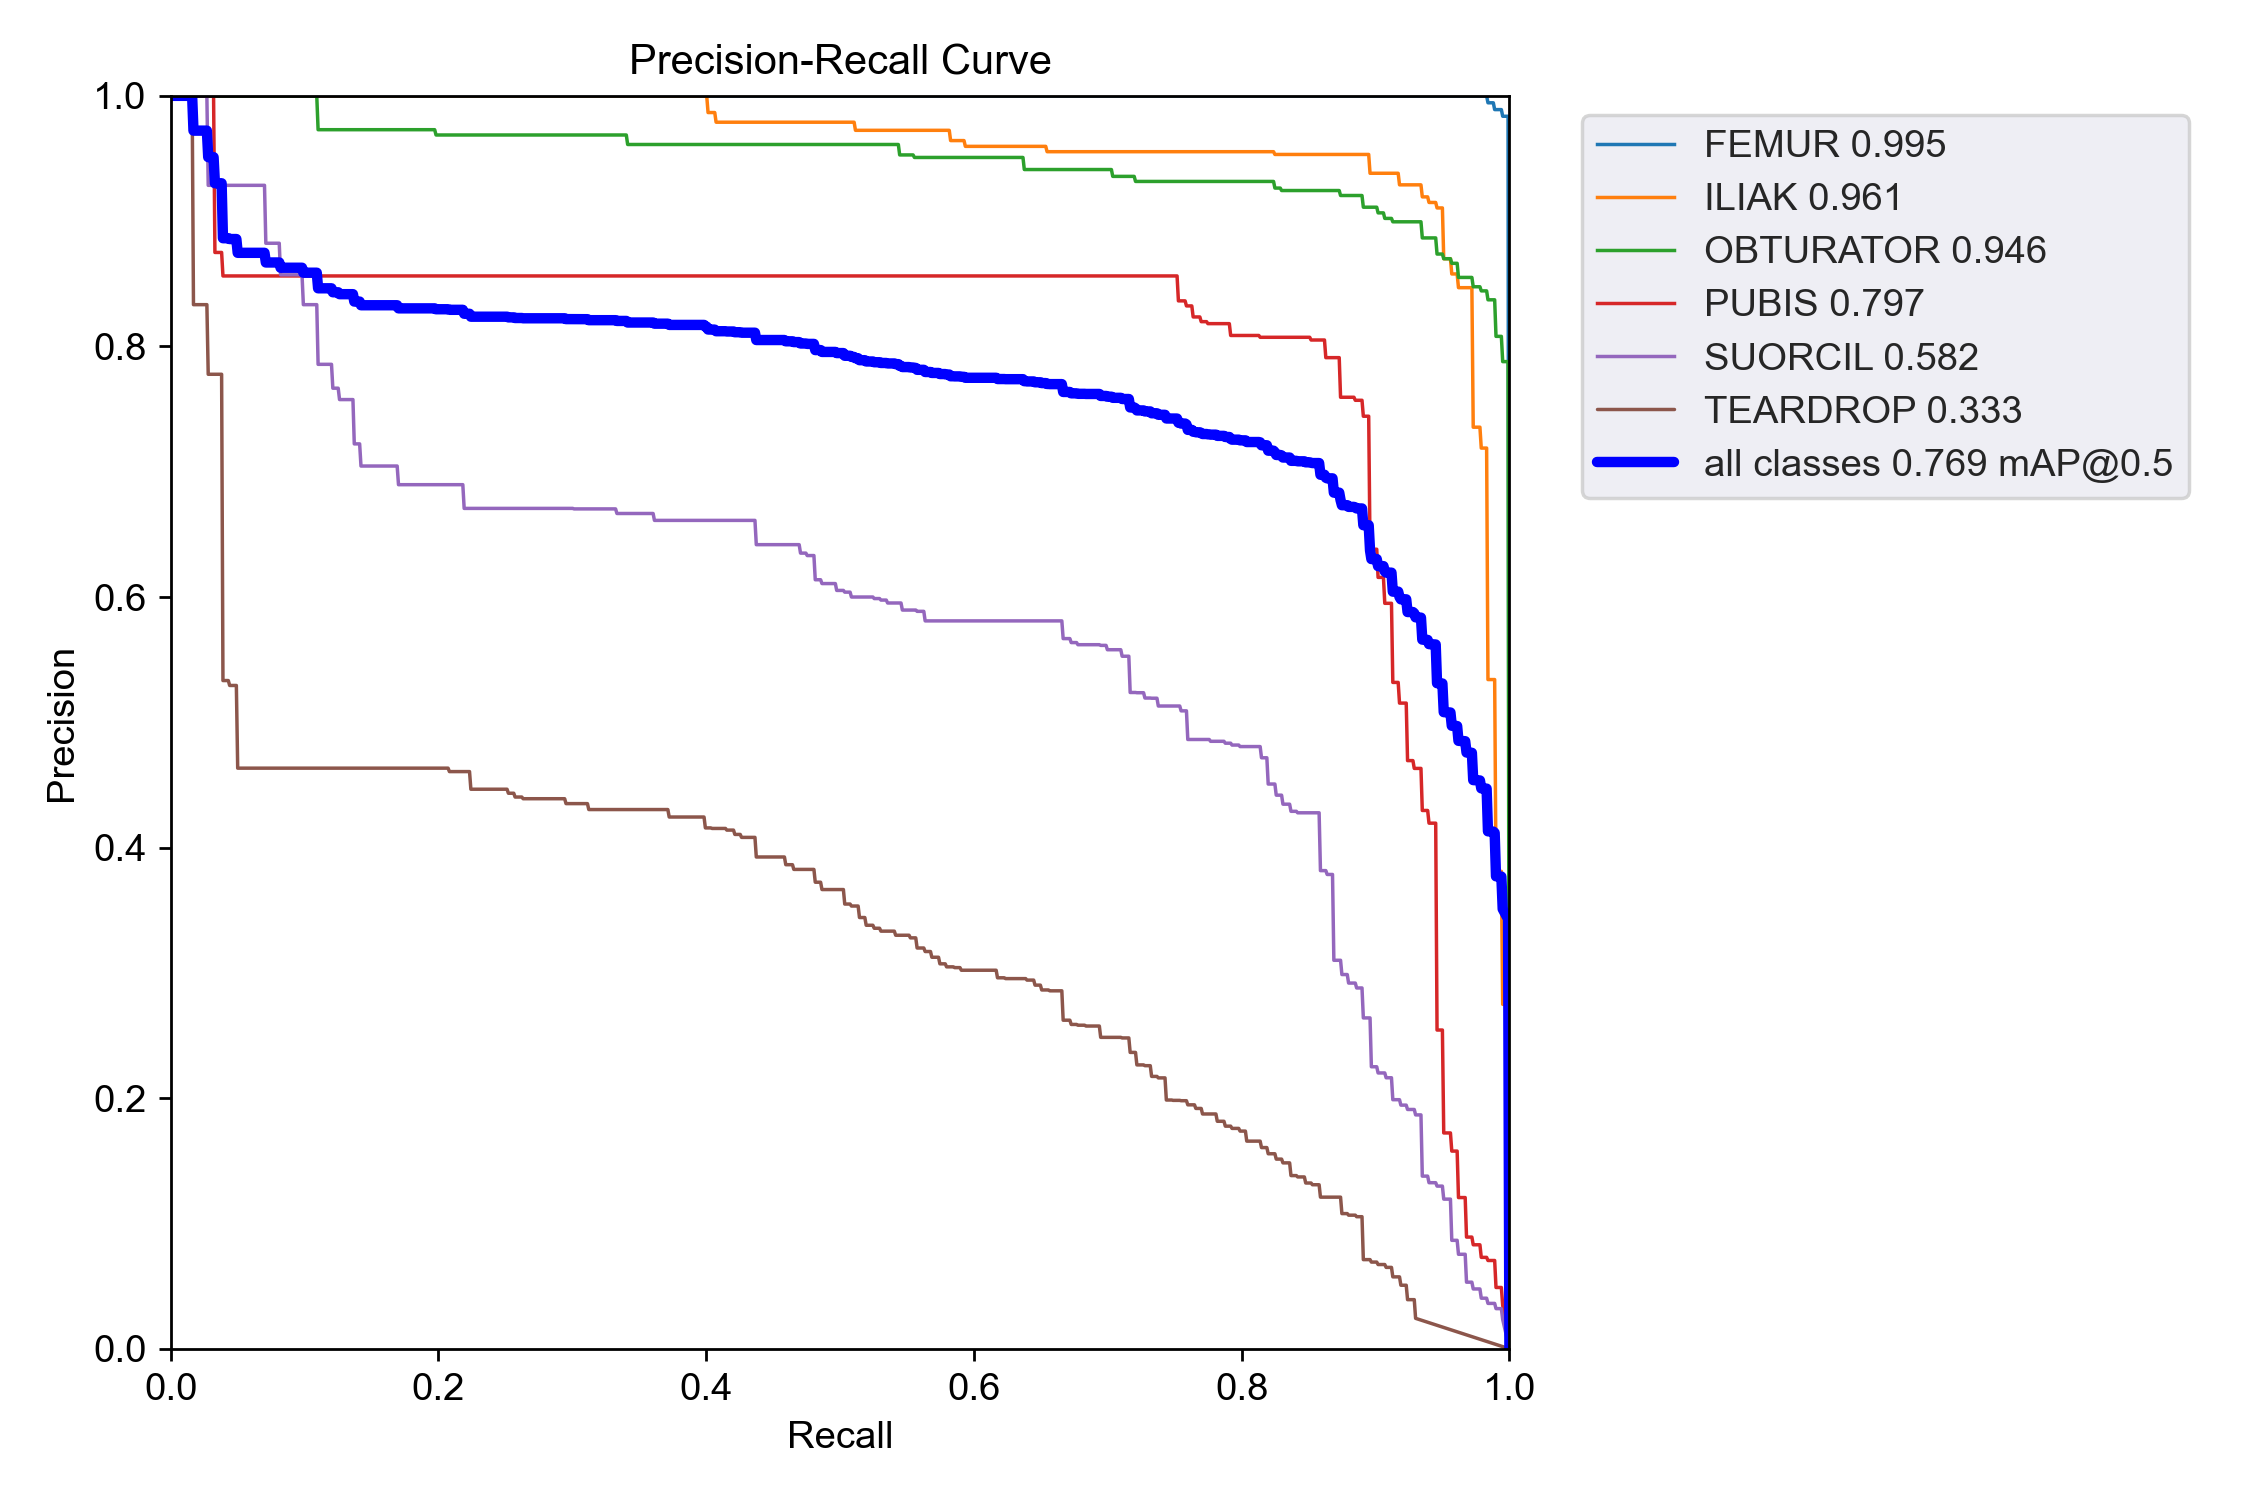 Precision-Recall Curve
1.0
0.8
0.6
0.4
0.2
0.0
Precision
0.0 0.2 0.4 0.6 0.8 1.0
Recall
FEMUR 0.995
ILIAK 0.961
OBTURATOR 0.946
PUBIS 0.797
SUORCIL 0.582
TEARDROP 0.333
all classes 0.769 mAP@0.5